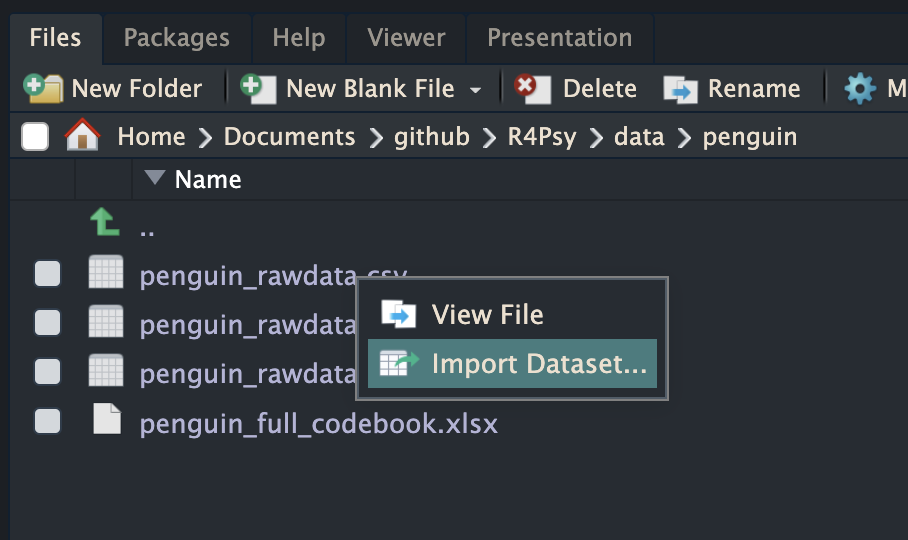 Files Packages Help Viewer Presentation
New Folder New Blank File Delete Rename M
Home Documents github R4Psy data penguin
Name
..
penguin_rawdata.csv
View File
penguin_rawdata
Import Dataset...
penguin_rawdata
penguin_full_codebook.xlsx